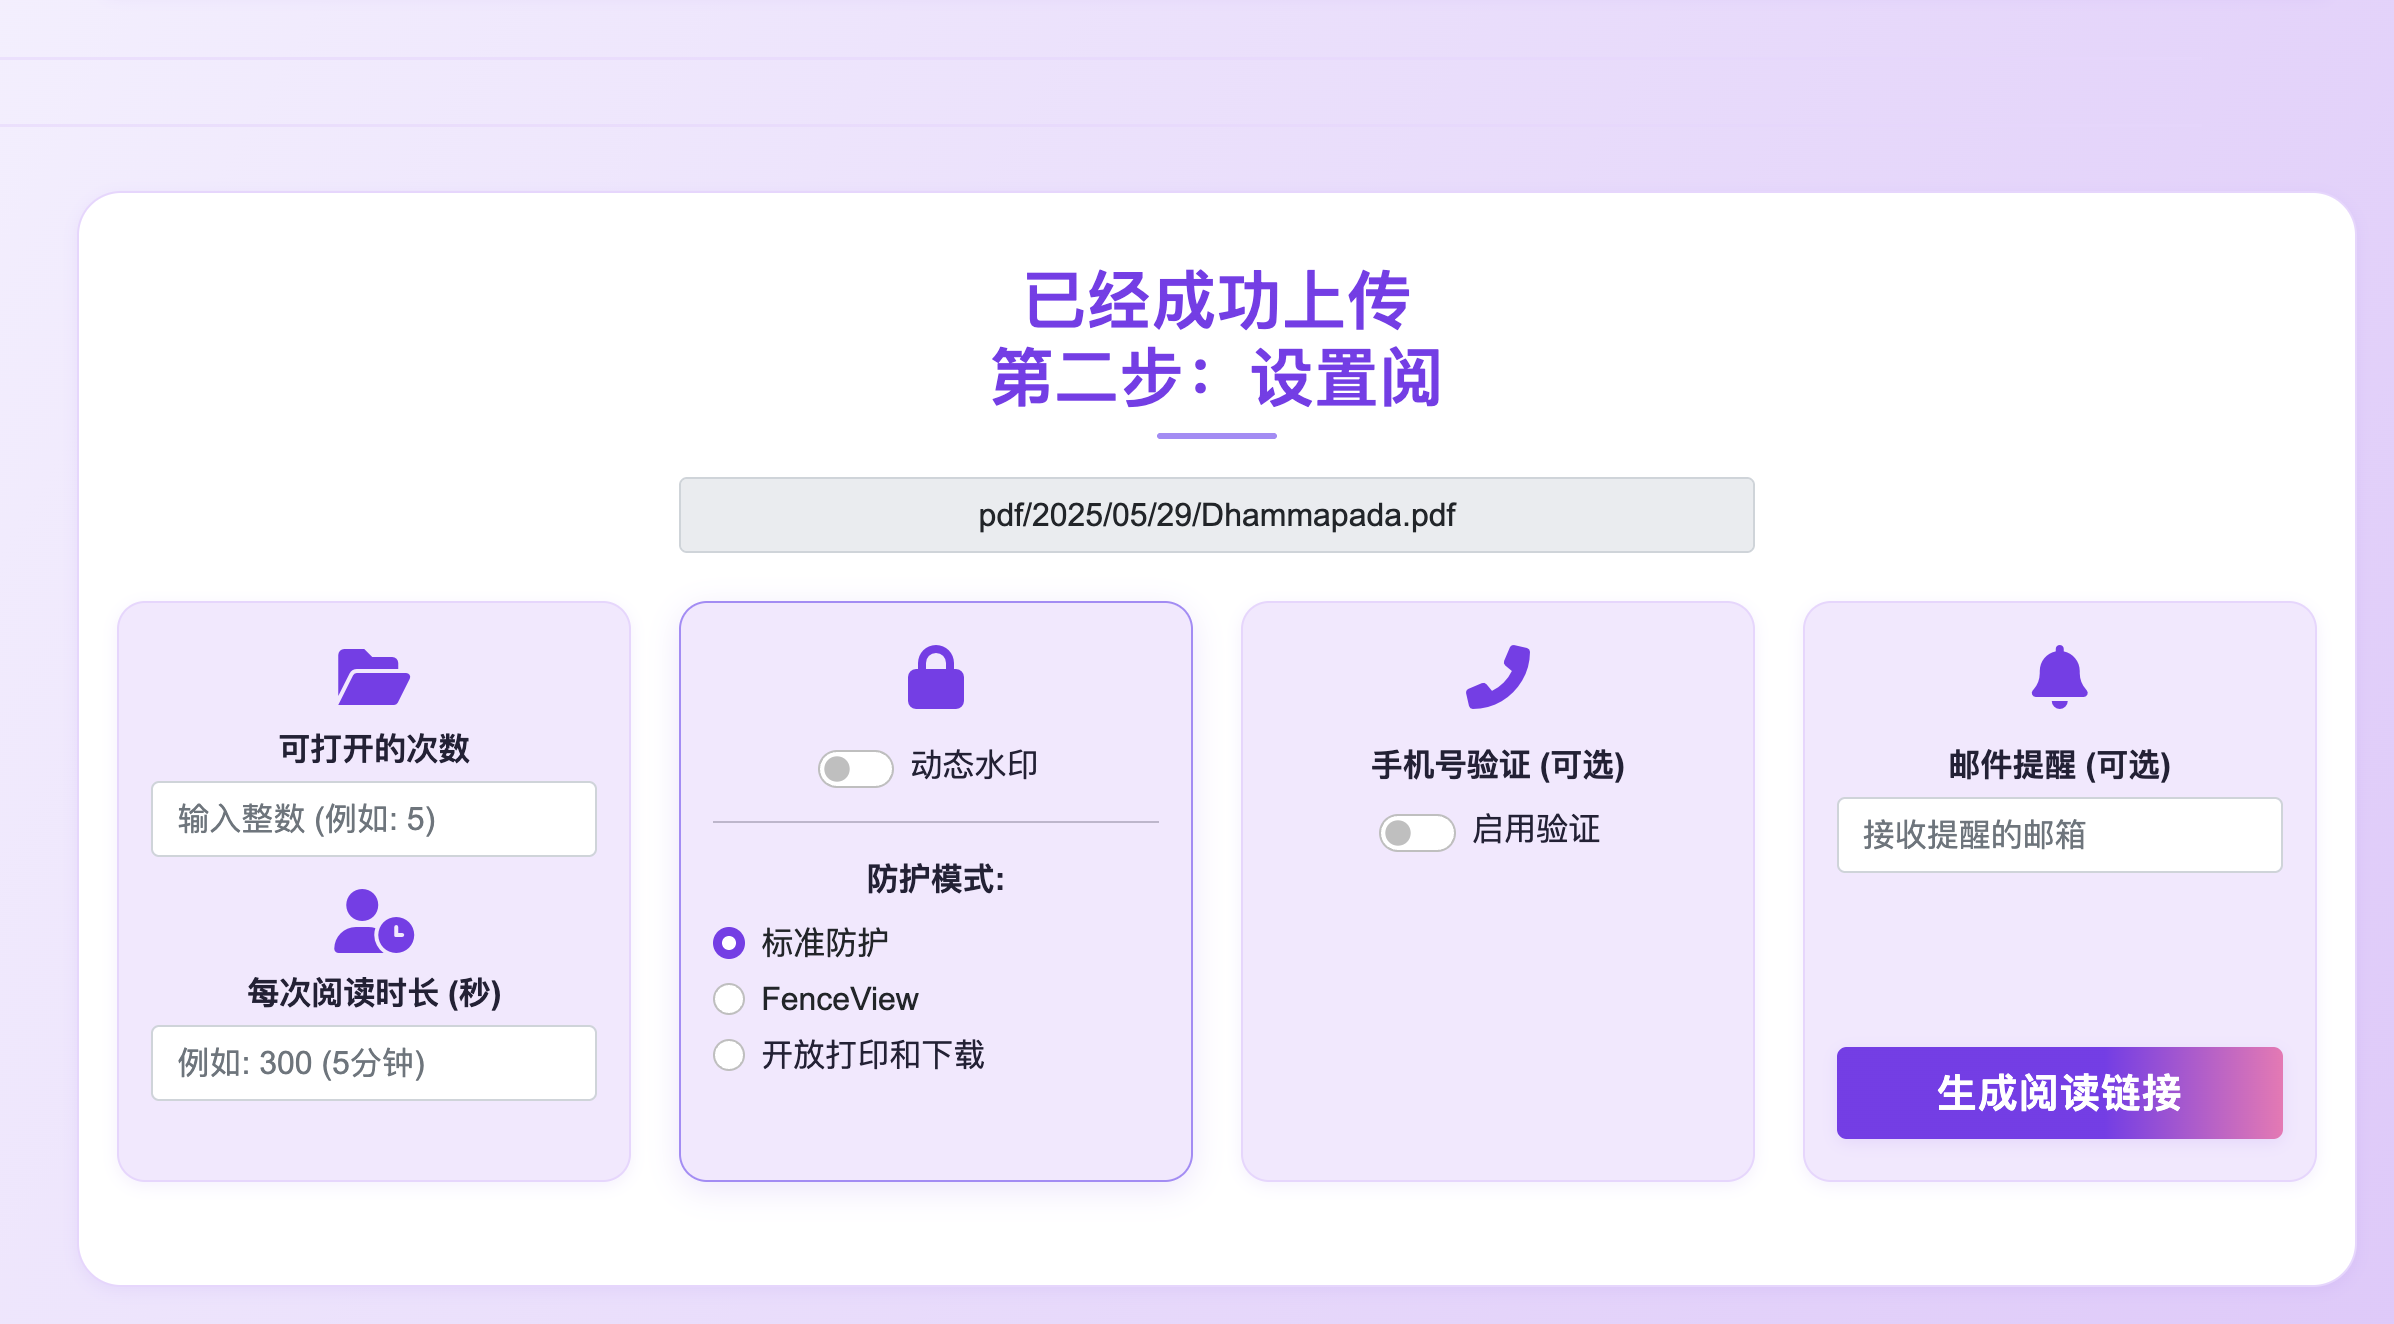 已经成功上传
第二步：设置阅
pdf/2025/05/29/Dhammapada.pdf
可打开的次数
输入整数 (例如: 5)
每次阅读时长 (秒)
例如: 300 (5分钟)
动态水印
防护模式:
标准防护
FenceView
开放打印和下载
手机号验证 (可选)
启用验证
邮件提醒 (可选)
接收提醒的邮箱
生成阅读链接